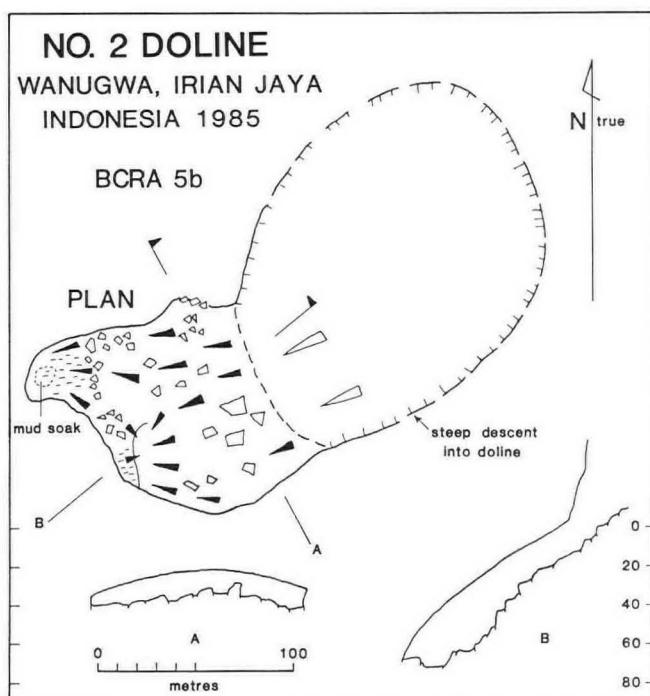 NO. 2 DOLINE
WANUGWA, IRIAN JAYA
INDONESIA 1985
BCRA 5b
N true
PLAN
mud soak
steep descent
into doline
B
A
A
0 100
metres
B
0
20
40
60
80